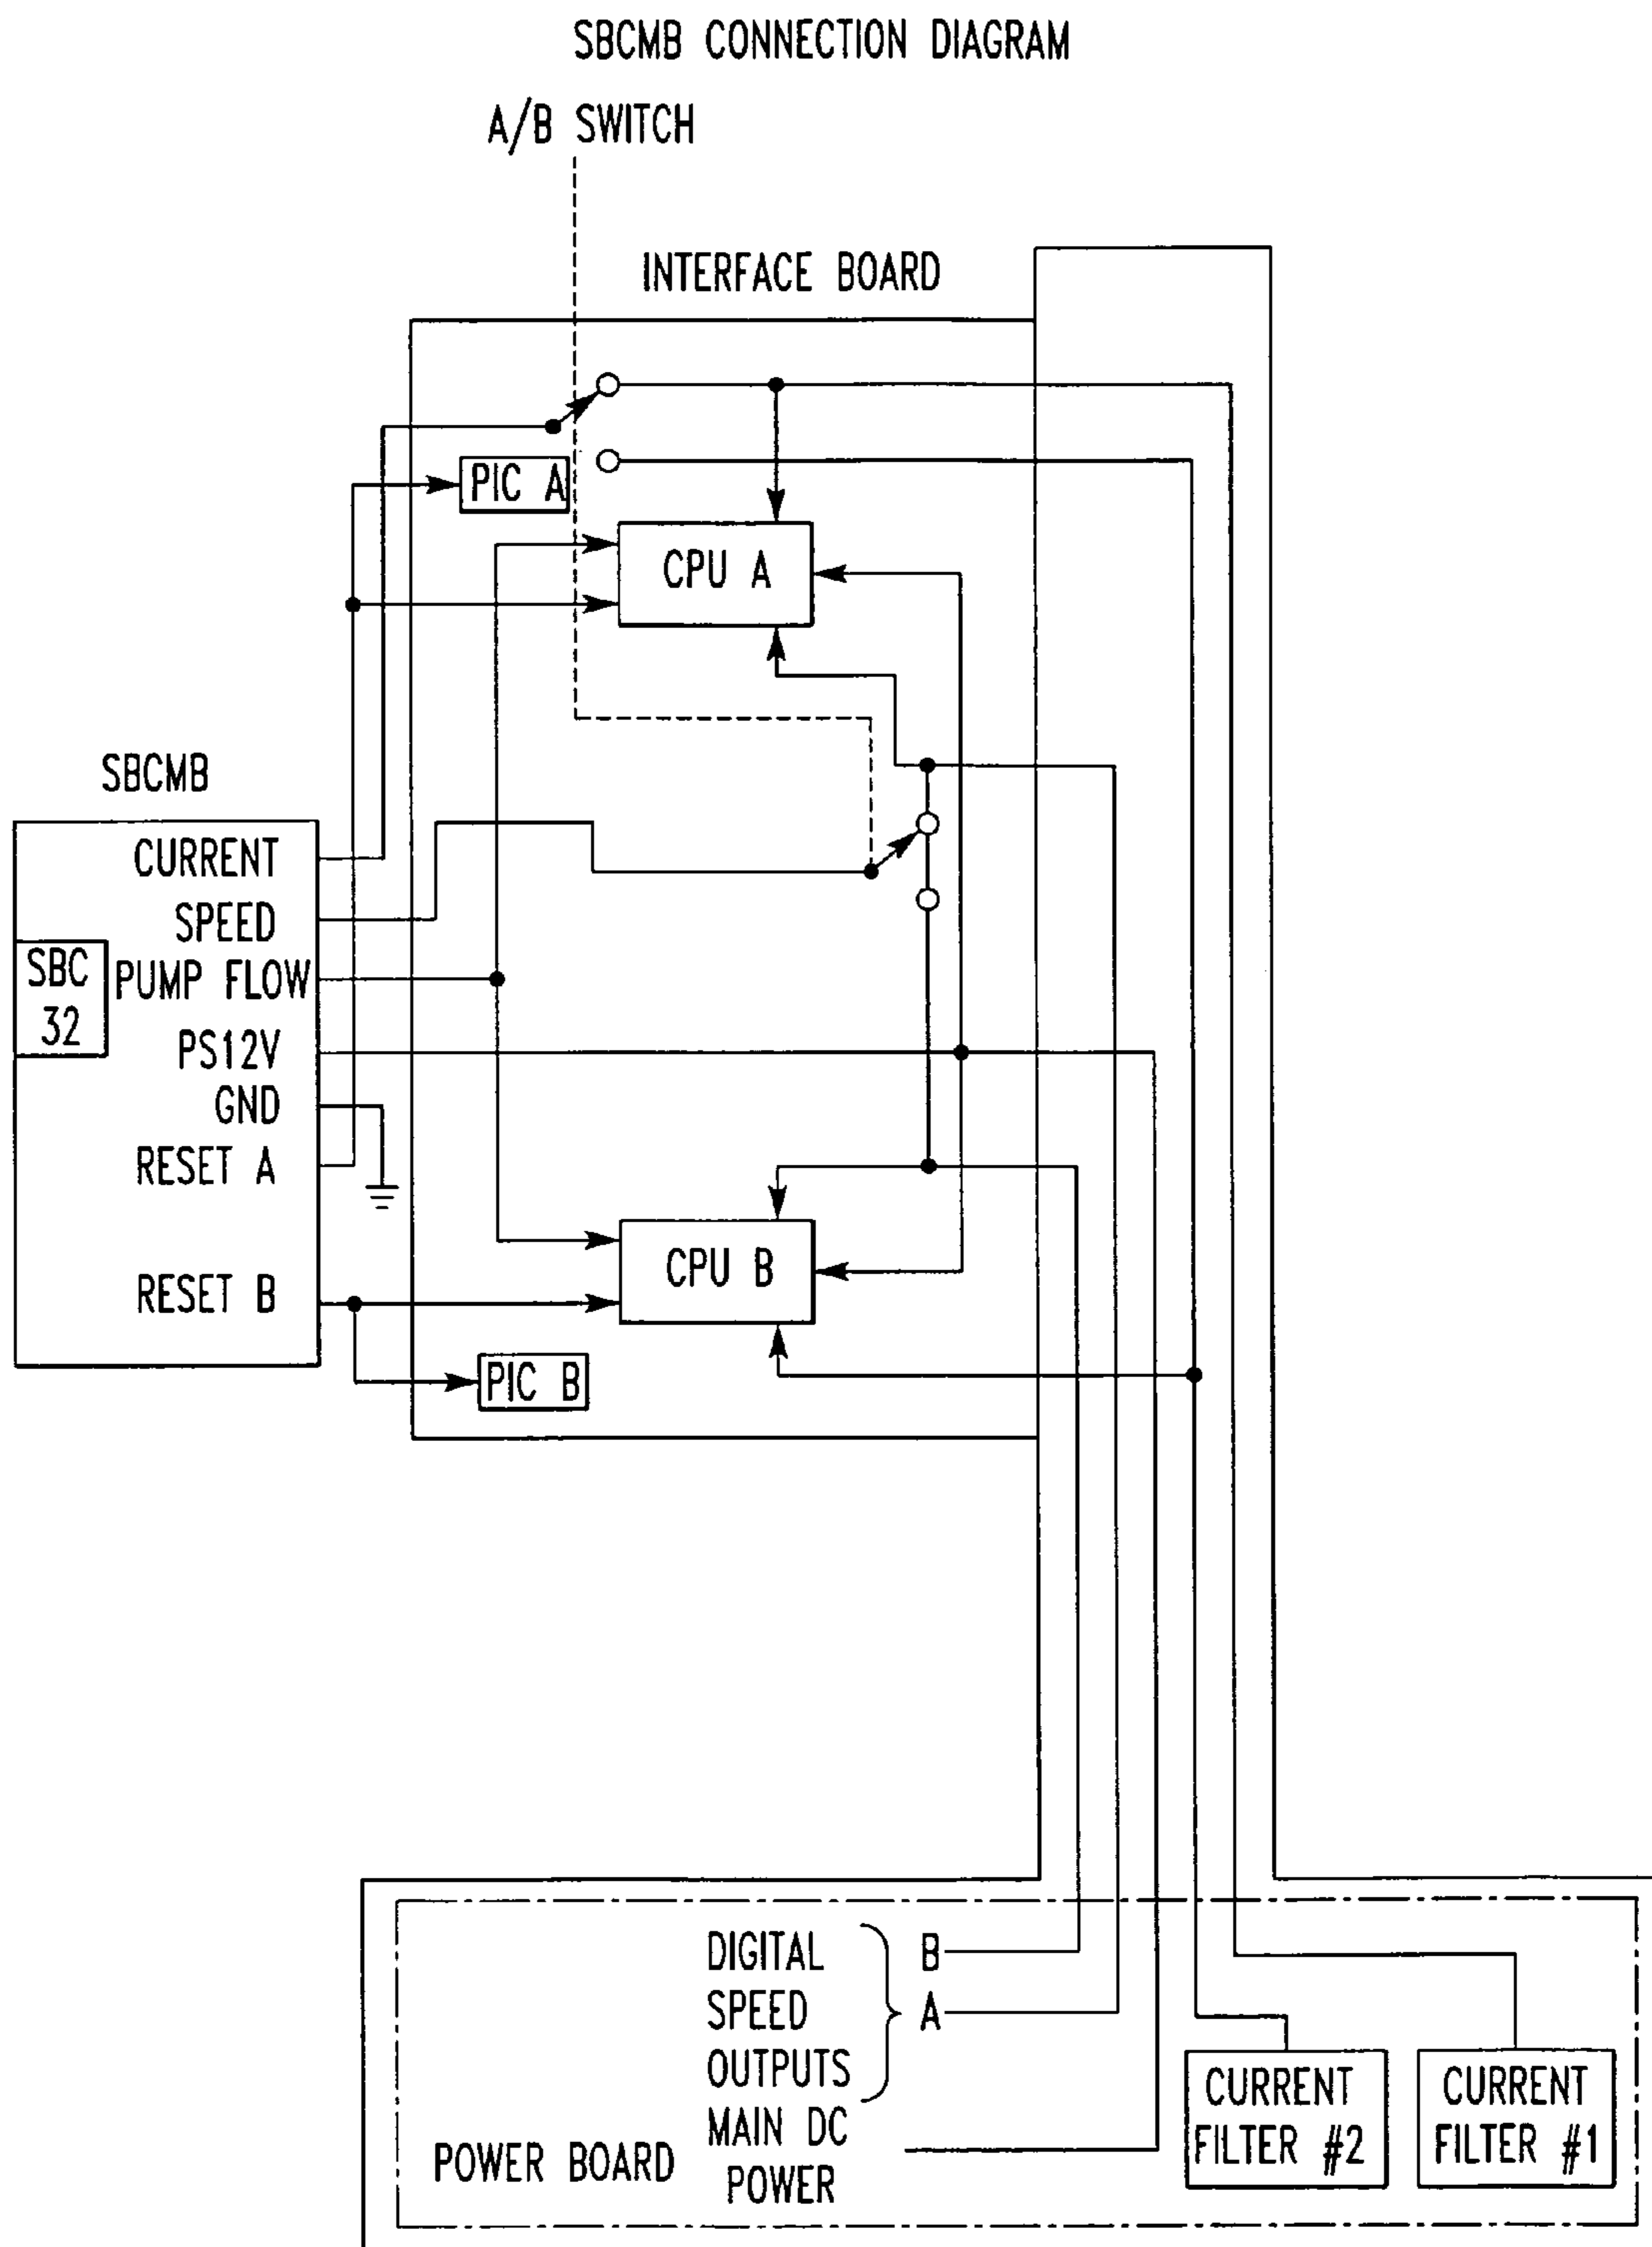 SBCMB CONNECTION DIAGRAM
A/B SWITCH
INTERFACE BOARD
PIC A
CPU A
SBCMB
CURRENT
SPEED
SBC
32
PUMP FLOW
PS12V
GND
RESET A
RESET B
CPU B
PIC B
DIGITAL
SPEED
OUTPUTS
B
A
MAIN DC
POWER
POWER BOARD
CURRENT
FILTER #2
CURRENT
FILTER #1